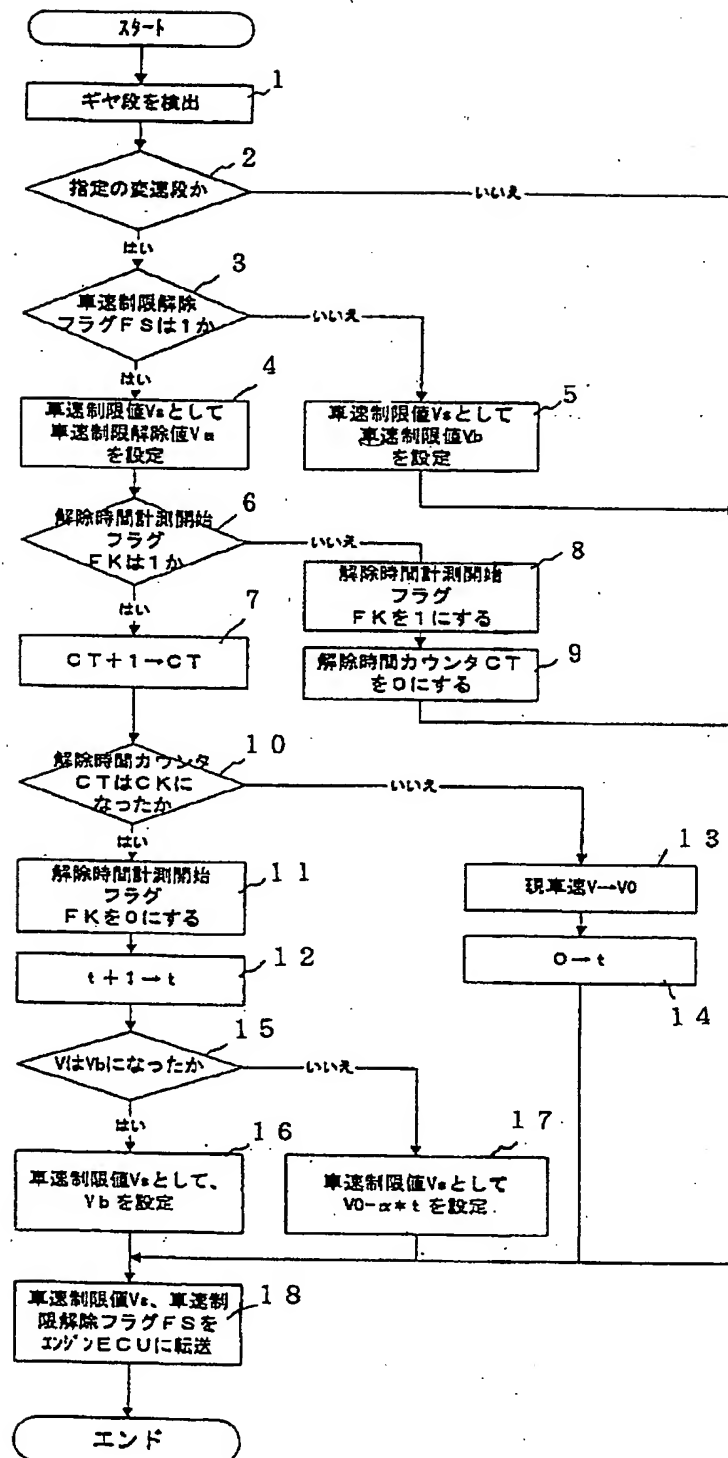 スタート
1
ギヤ段を検出
2
指定の変速段か
いいえ
はい
3
車速制限解除
フラグFSは1か
いいえ
はい
4
車速制限値Vsとして
車速制限解除値Vm
を設定
5
車速制限値Vsとして
車速制限値Vb
を設定
6
解除時間計測開始
フラグ
FKは1か
いいえ
はい
7
CT+1→CT
8
解除時間計測開始
フラグ
FKを1にする
9
解除時間カウンタCT
を0にする
10
解除時間カウンタ
CTはCKに
なったか
いいえ
はい
11
解除時間計測開始
フラグ
FKを0にする
12
t+1→t
13
現車速V→V0
0→t
14
15
VはVbになったか
いいえ
はい
16
車速制限値Vsとして、
Vbを設定
17
車速制限値Vsとして
V0-α*tを設定
18
車速制限値Vs、車速制
限解除フラグFSを
エンジンECUに転送
エンド